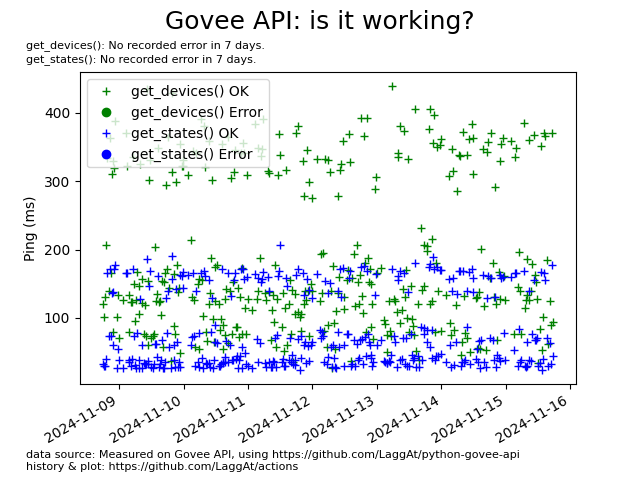 Govee API: is it working?
get_devices(): No recorded error in 7 days.
get_states(): No recorded error in 7 days.
get_devices() OK
get_devices() Error
get_states() OK
get_states() Error
Ping (ms)
400
300
200
100
2024-11-09
2024-11-10
2024-11-11
2024-11-12
2024-11-13
2024-11-14
2024-11-15
2024-11-16
data source: Measured on Govee API, using https://github.com/LaggAt/python-govee-api
history & plot: https://github.com/LaggAt/actions